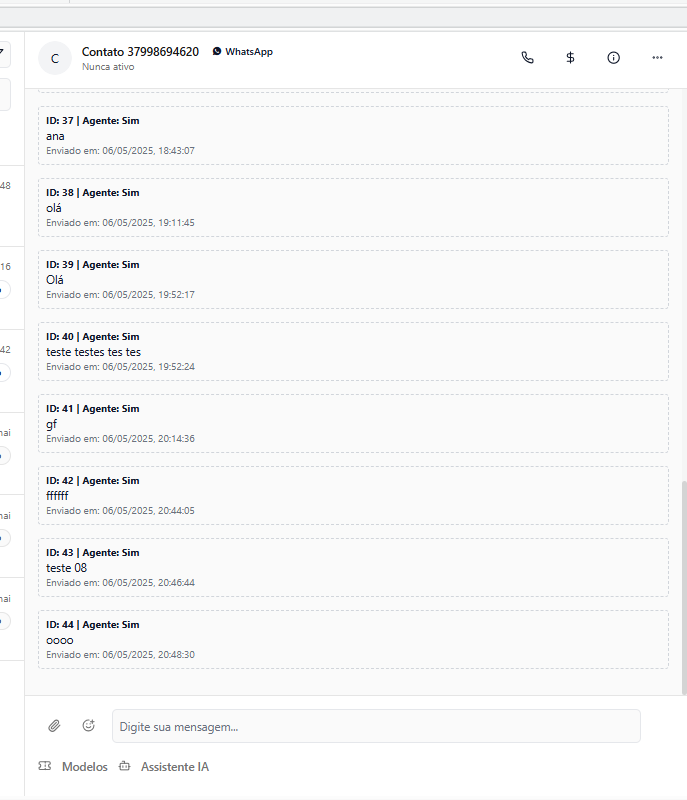 C
Contato 37998694620 WhatsApp
Nunca ativo
ID: 37 | Agente: Sim
ana
Enviado em: 06/05/2025, 18:43:07
48
ID: 38 | Agente: Sim
olá
Enviado em: 06/05/2025, 19:11:45
16
ID: 39 | Agente: Sim
Olá
Enviado em: 06/05/2025, 19:52:17
42
ID: 40 | Agente: Sim
teste testes tes tes
Enviado em: 06/05/2025, 19:52:24
ID: 41 | Agente: Sim
gf
Enviado em: 06/05/2025, 20:14:36
ID: 42 | Agente: Sim
ffffff
Enviado em: 06/05/2025, 20:44:05
ID: 43 | Agente: Sim
teste 08
Enviado em: 06/05/2025, 20:46:44
ID: 44 | Agente: Sim
oooo
Enviado em: 06/05/2025, 20:48:30
Digite sua mensagem...
Modelos Assistente IA